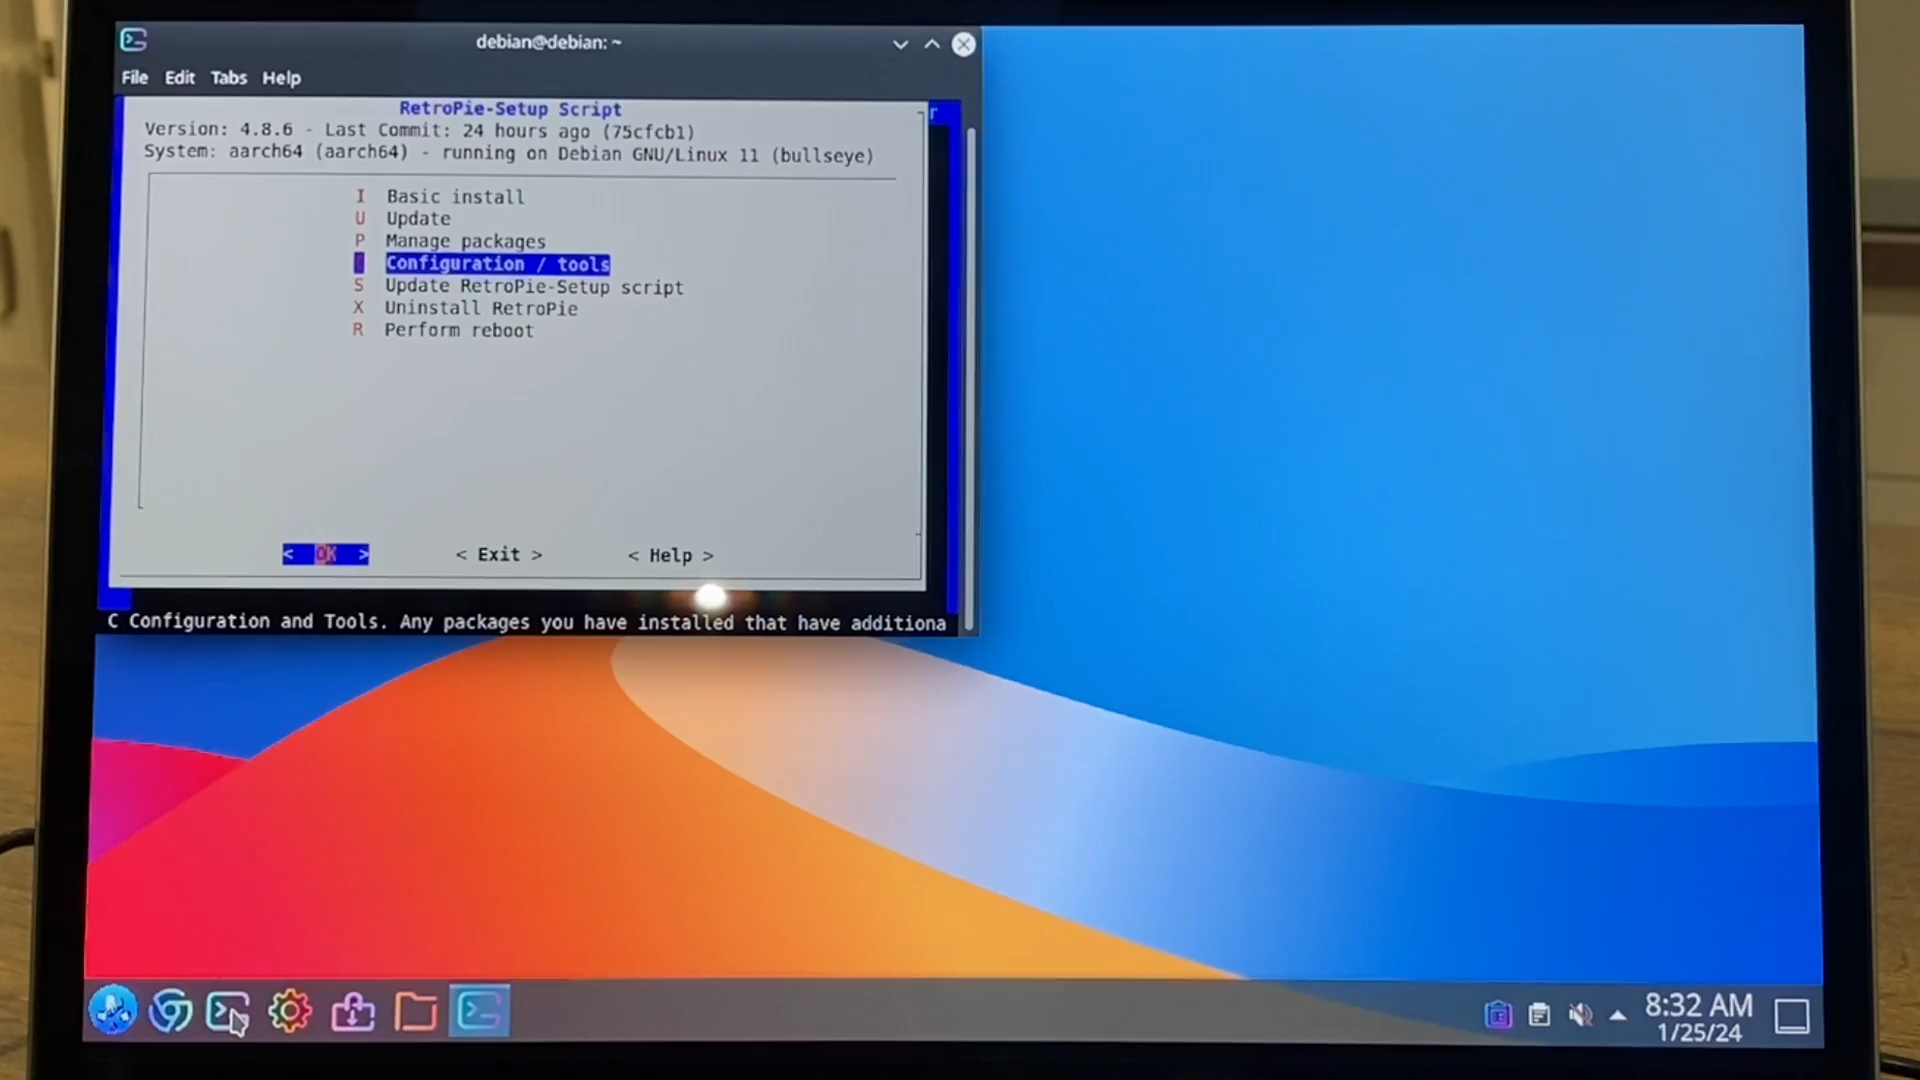 debian@debian: ~
File Edit Tabs Help
RetroPie-Setup Script
Version: 4.8.6 - Last Commit: 24 hours ago (75cfcb1)
System: aarch64 (aarch64) - running on Debian GNU/Linux 11 (bullseye)
I Basic install
U Update
P Manage packages
Configuration / tools
S Update RetroPie-Setup script
X Uninstall RetroPie
R Perform reboot
< OK > < Exit > < Help >
C Configuration and Tools. Any packages you have installed that have additiona
8:32 AM
1/25/24